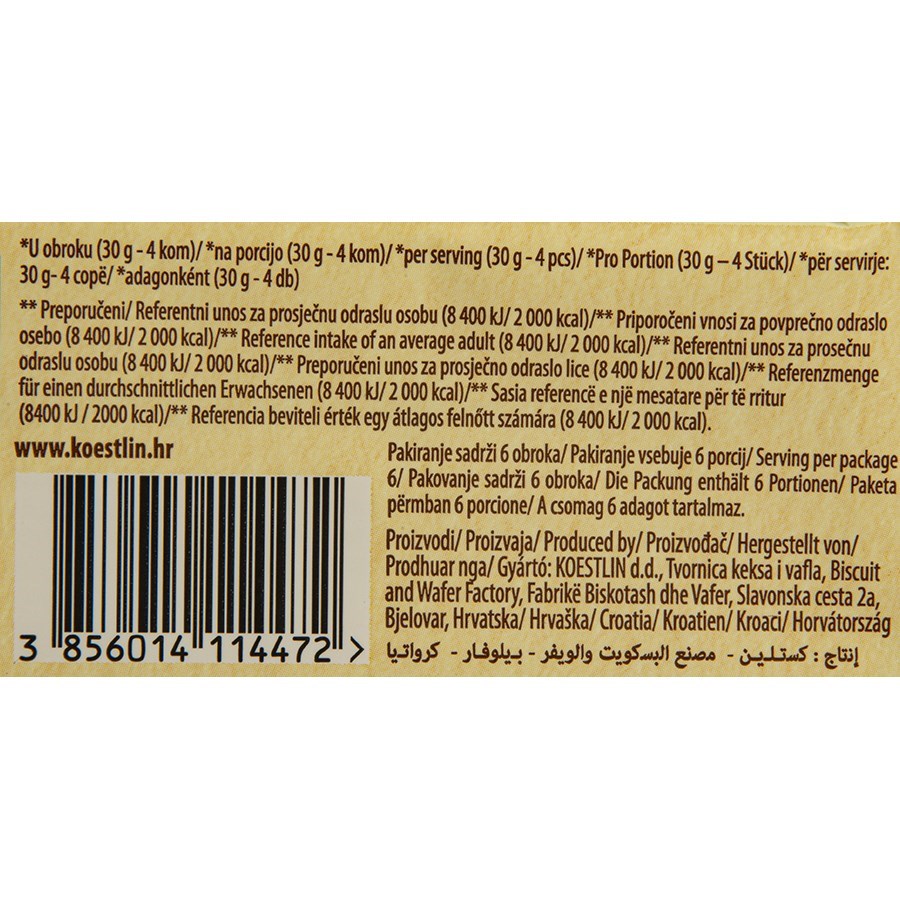 *U obroku (30 g - 4 kom)/ *na porcijo (30 g - 4 kom)/ *per serving (30 g - 4 pcs)/ *Pro Portion (30 g – 4 Stück)/ *për servirje:
30 g- 4 copë/ *adagonként (30 g - 4 db)
** Preporučeni/ Referentni unos za prosječnu odraslu osobu (8 400 kJ/ 2 000 kcal)/** Priporočeni vnosi za povprečno odraslo
osebo (8 400 kJ/ 2 000 kcal)/** Reference intake of an average adult (8 400 kJ/ 2 000 kcal)/** Referentni unos za prosečnu
odraslu osobu (8 400 kJ/ 2 000 kcal)/** Preporučeni unos za prosječno odraslo lice (8 400 kJ/ 2 000 kcal)/** Referenzmenge
für einen durchschnittlichen Erwachsenen (8 400 kJ/ 2 000 kcal)/** Sasia referencë e një mesatare për të rritur
(8400 kJ / 2000 kcal)/** Referencia beviteli érték egy átlagos felnőtt számára (8 400 kJ/ 2 000 kcal).
www.koestlin.hr
Pakiranje sadrži 6 obroka/ Pakiranje vsebuje 6 porcij/ Serving per package
6/ Pakovanje sadrži 6 obroka/ Die Packung enthält 6 Portionen/ Paketa
përmban 6 porcione/ A csomag 6 adagot tartalmaz.
Proizvodi/ Proizvaja/ Produced by/ Proizvođač/ Hergestellt von/
Prodhuar nga/ Gyártó: KOESTLIN d.d., Tvornica keksa i vafla, Biscuit
and Wafer Factory, Fabrikë Biskotash dhe Vafer, Slavonska cesta 2a,
Bjelovar, Hrvatska/ Hrvaška/ Croatia/ Kroatien/ Kroaci/ Horvátország
إنتاج : كستلين - مصنع البسكويت والويفر - بيلوفار - كرواتيا
3 856014 114472 >